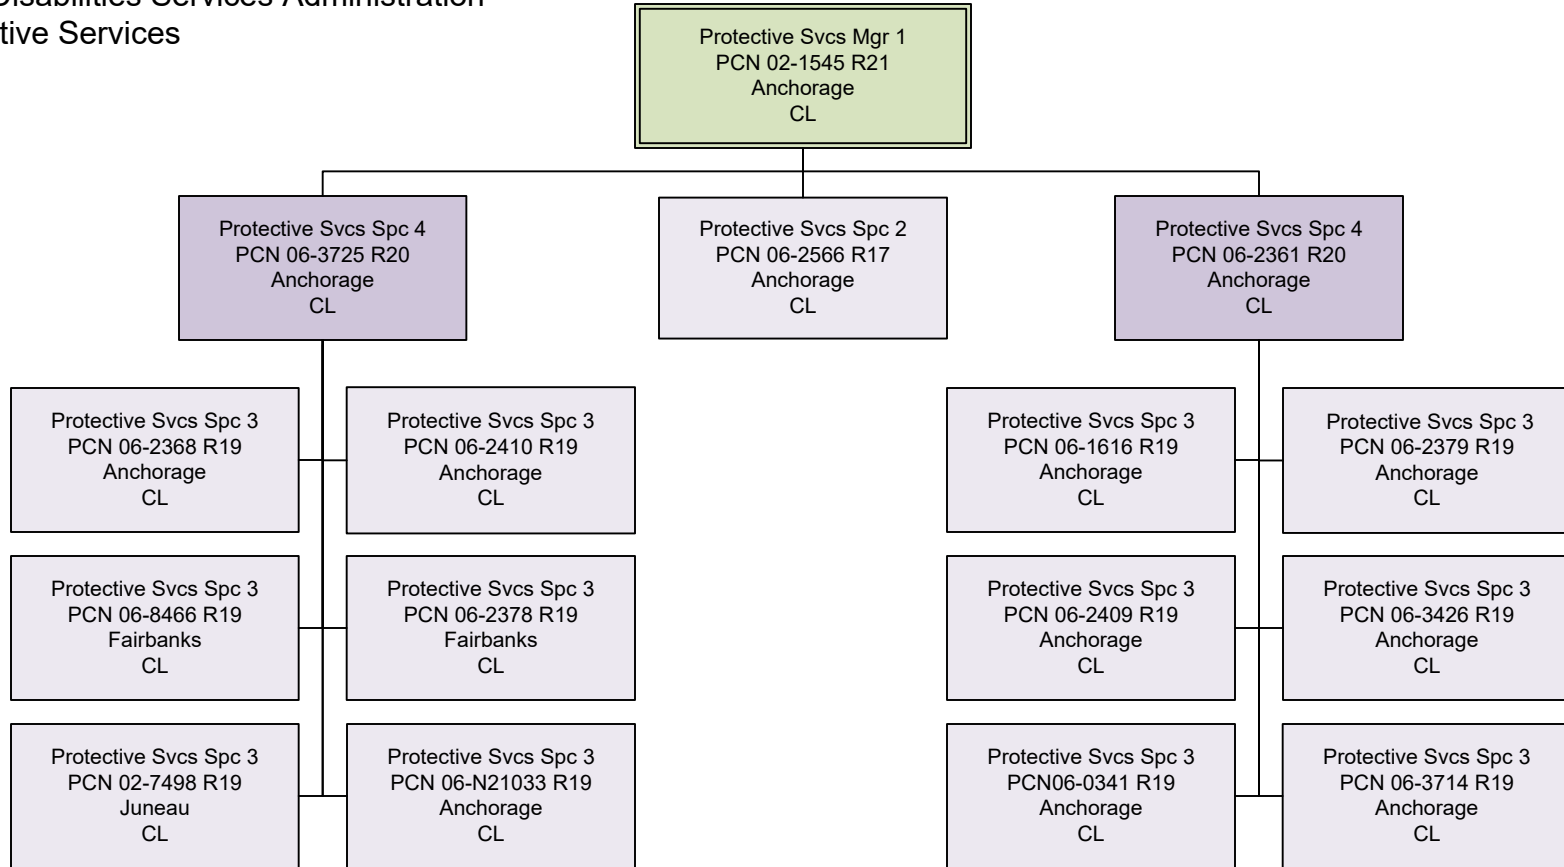 Disabilities Services Administration
tive Services
Protective Svcs Mgr 1
PCN 02-1545 R21
Anchorage
CL
Protective Svcs Spc 4
PCN 06-3725 R20
Anchorage
CL
Protective Svcs Spc 2
PCN 06-2566 R17
Anchorage
CL
Protective Svcs Spc 4
PCN 06-2361 R20
Anchorage
CL
Protective Svcs Spc 3
PCN 06-2368 R19
Anchorage
CL
Protective Svcs Spc 3
PCN 06-2410 R19
Anchorage
CL
Protective Svcs Spc 3
PCN 06-1616 R19
Anchorage
CL
Protective Svcs Spc 3
PCN 06-2379 R19
Anchorage
CL
Protective Svcs Spc 3
PCN 06-8466 R19
Fairbanks
CL
Protective Svcs Spc 3
PCN 06-2378 R19
Fairbanks
CL
Protective Svcs Spc 3
PCN 06-2409 R19
Anchorage
CL
Protective Svcs Spc 3
PCN 06-3426 R19
Anchorage
CL
Protective Svcs Spc 3
PCN 02-7498 R19
Juneau
CL
Protective Svcs Spc 3
PCN 06-N21033 R19
Anchorage
CL
Protective Svcs Spc 3
PCN06-0341 R19
Anchorage
CL
Protective Svcs Spc 3
PCN 06-3714 R19
Anchorage
CL